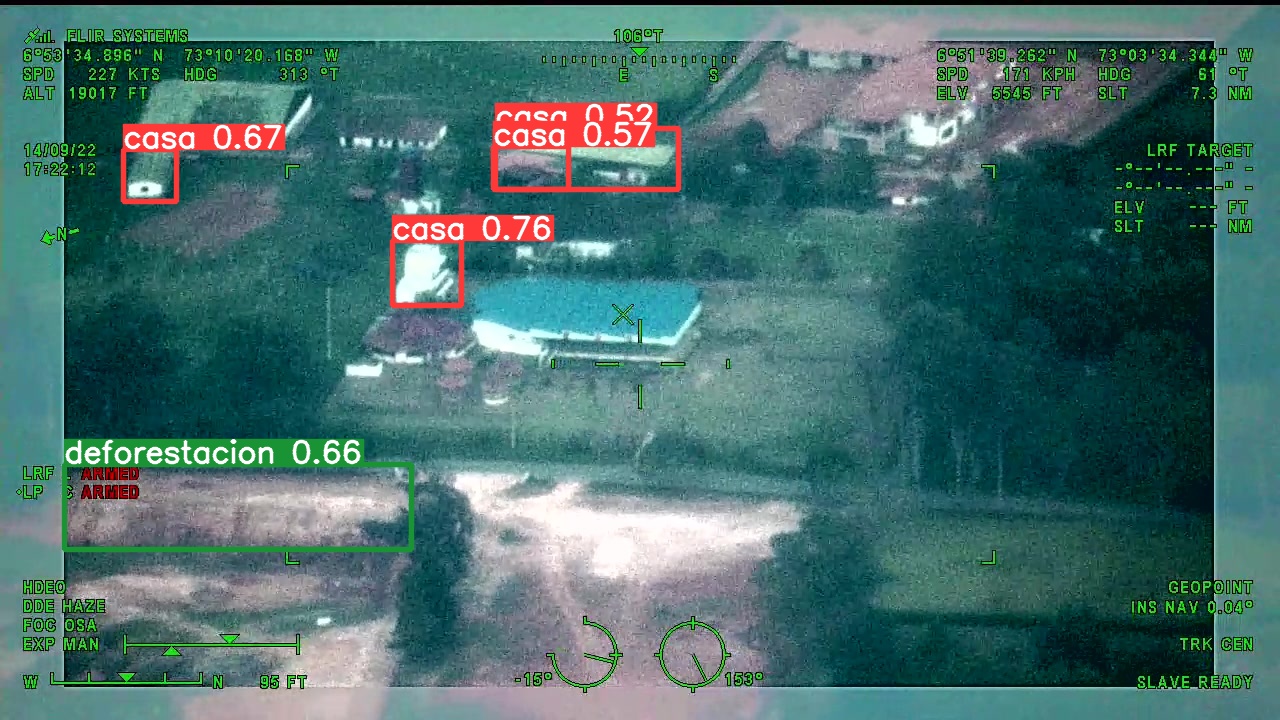 FLIR SYSTEMS
6°53'34.896" N 73°10'20.168" W
SPD 227 KTS HDG 313 °T
ALT 19017 FT
106°T
E S
6°51'39.262" N 73°03'34.344" W
SPD 171 KPH HDG 61 °T
ELV 5545 FT SLT 7.3 NM
14/09/22
17:22:12
casa 0.67
casa 0.52
casa 0.57
LRF TARGET
-°--'--.---" -
-°--'--.---" -
ELV --- FT
SLT --- NM
N
casa 0.76
deforestacion 0.66
LRF ARMED
LP C ARMED
HDEO
DDE HAZE
FOC OSA
EXP MAN
W N 95 FT
-15°
153°
GEOPOINT
INS NAV 0.04°
TRK CEN
SLAVE READY